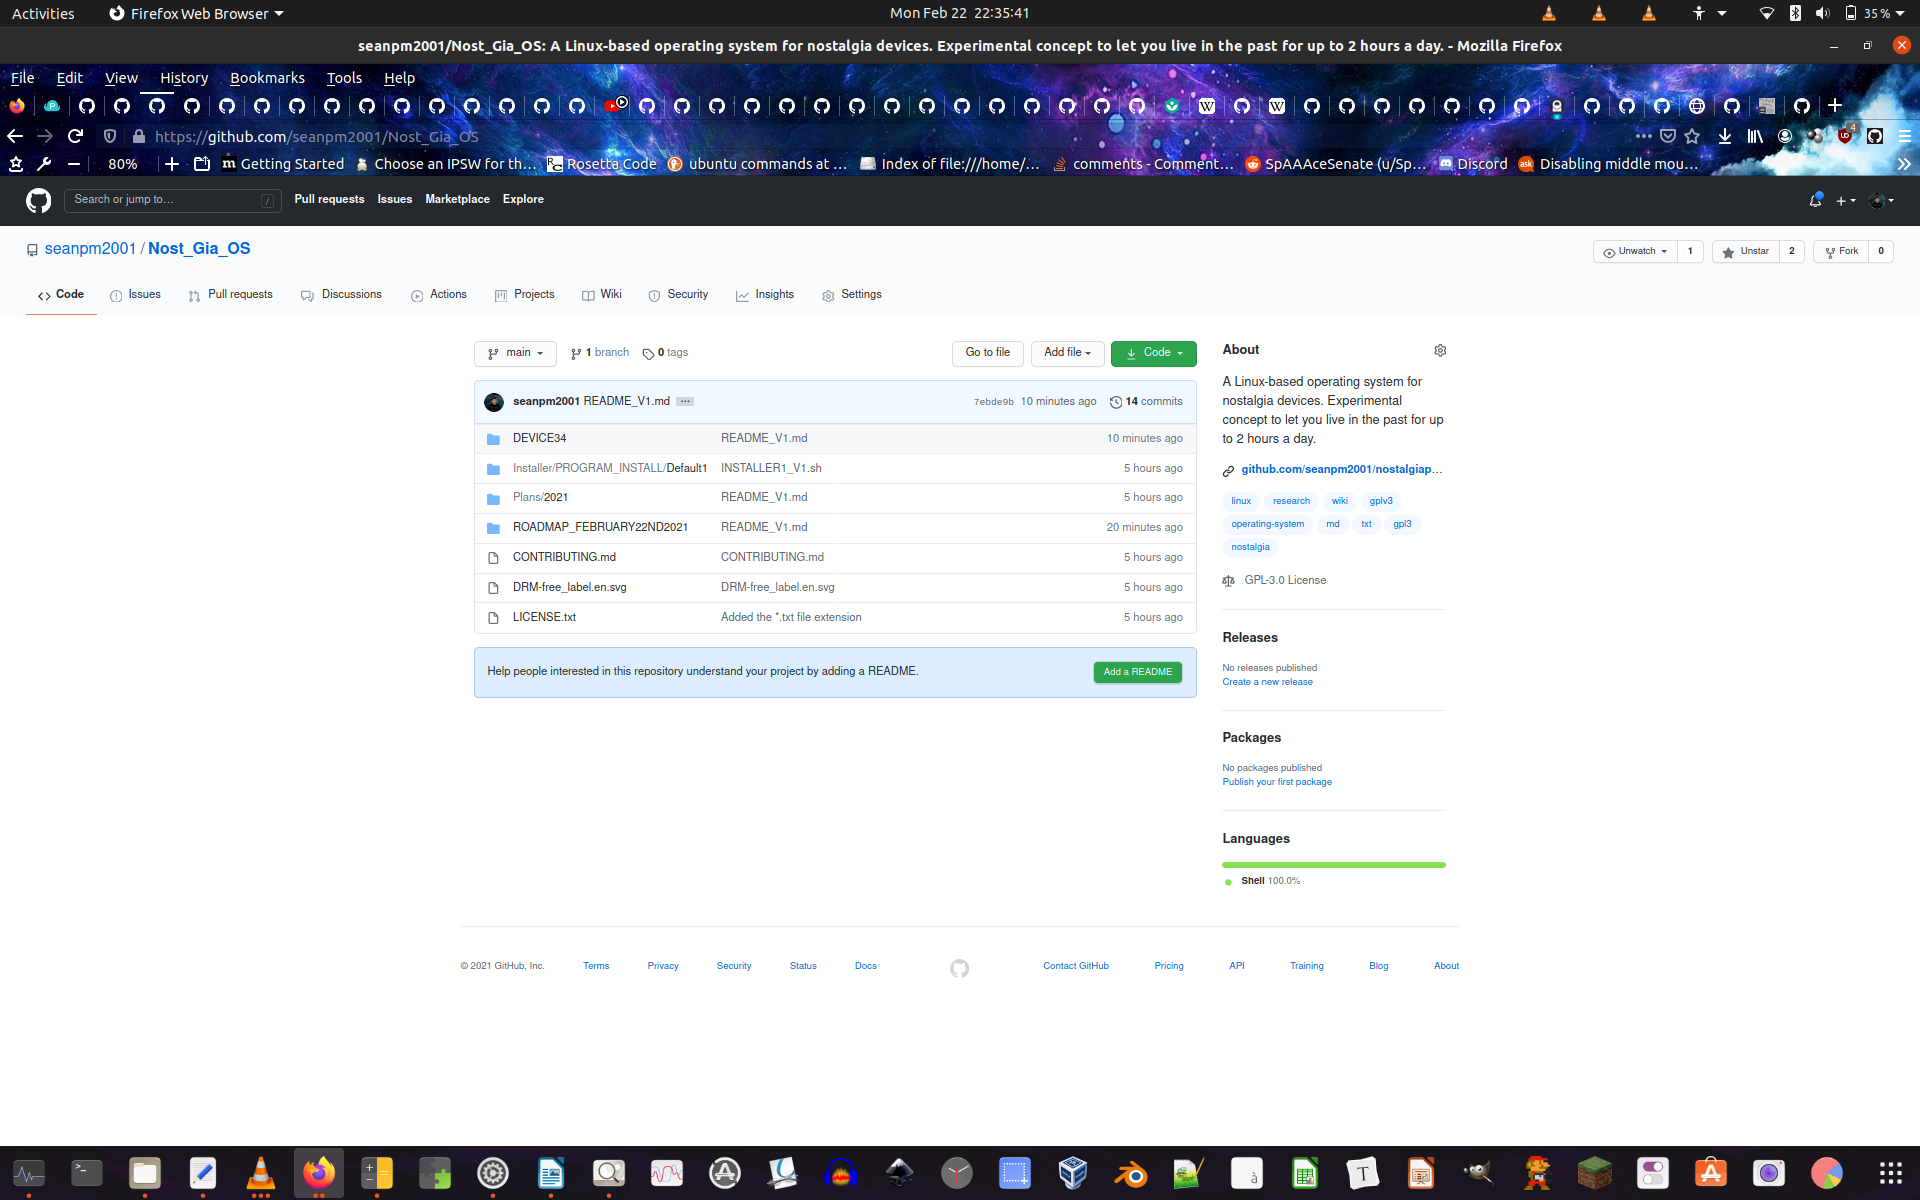 Activities Firefox Web Browser Mon Feb 22 22:35:41 35 %
seanpm2001/Nost_Gia_OS: A Linux-based operating system for nostalgia devices. Experimental concept to let you live in the past for up to 2 hours a day. - Mozilla Firefox
File Edit View History Bookmarks Tools Help
https://github.com/seanpm2001/Nost_Gia_OS
80% Getting Started Choose an IPSW for th… Rosetta Code ubuntu commands at … Index of file:///home/… comments - Comment… SpAAAceSenate (u/Sp… Discord Disabling middle mou…
Search or jump to… / Pull requests Issues Marketplace Explore
seanpm2001 / Nost_Gia_OS Unwatch 1 Unstar 2 Fork 0
Code Issues Pull requests Discussions Actions Projects Wiki Security Insights Settings
main 1 branch 0 tags Go to file Add file Code
seanpm2001 README_V1.md ... 7ebde9b 10 minutes ago 14 commits
DEVICE34 README_V1.md 10 minutes ago
Installer/PROGRAM_INSTALL/Default1 INSTALLER1_V1.sh 5 hours ago
Plans/2021 README_V1.md 5 hours ago
ROADMAP_FEBRUARY22ND2021 README_V1.md 20 minutes ago
CONTRIBUTING.md CONTRIBUTING.md 5 hours ago
DRM-free_label.en.svg DRM-free_label.en.svg 5 hours ago
LICENSE.txt Added the *.txt file extension 5 hours ago
Help people interested in this repository understand your project by adding a README. Add a README
About
A Linux-based operating system for
nostalgia devices. Experimental
concept to let you live in the past for up
to 2 hours a day.
github.com/seanpm2001/nostalgiap…
linux research wiki gplv3
operating-system md txt gpl3
nostalgia
GPL-3.0 License
Releases
No releases published
Create a new release
Packages
No packages published
Publish your first package
Languages
Shell 100.0%
© 2021 GitHub, Inc. Terms Privacy Security Status Docs Contact GitHub Pricing API Training Blog About